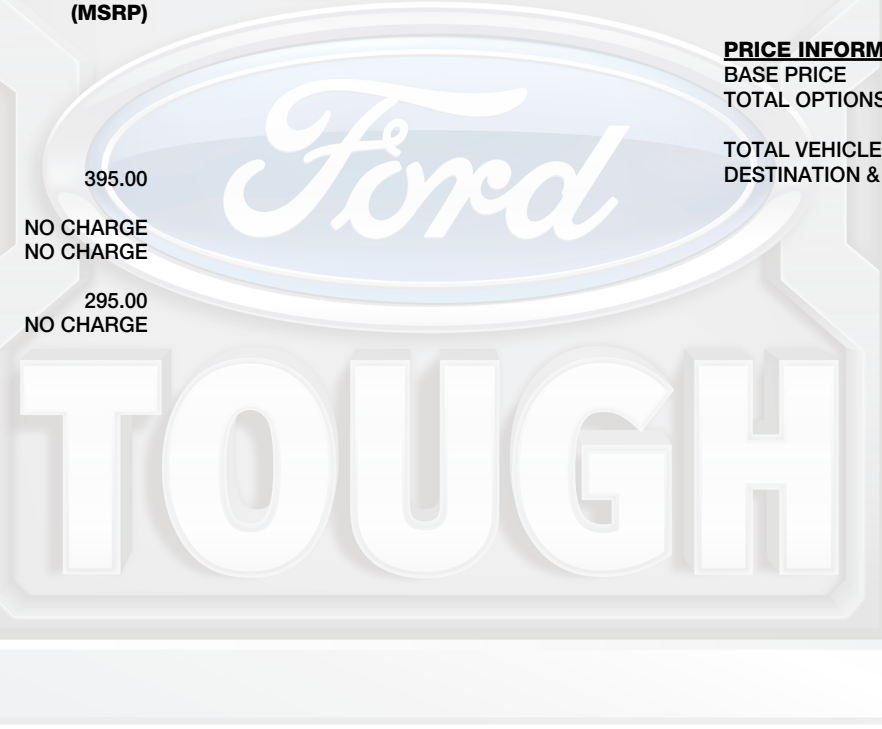 (MSRP)
395.00
NO CHARGE
NO CHARGE
295.00
NO CHARGE
PRICE INFORM
BASE PRICE
TOTAL OPTIONS
TOTAL VEHICLE
DESTINATION &
Ford
TOUGH